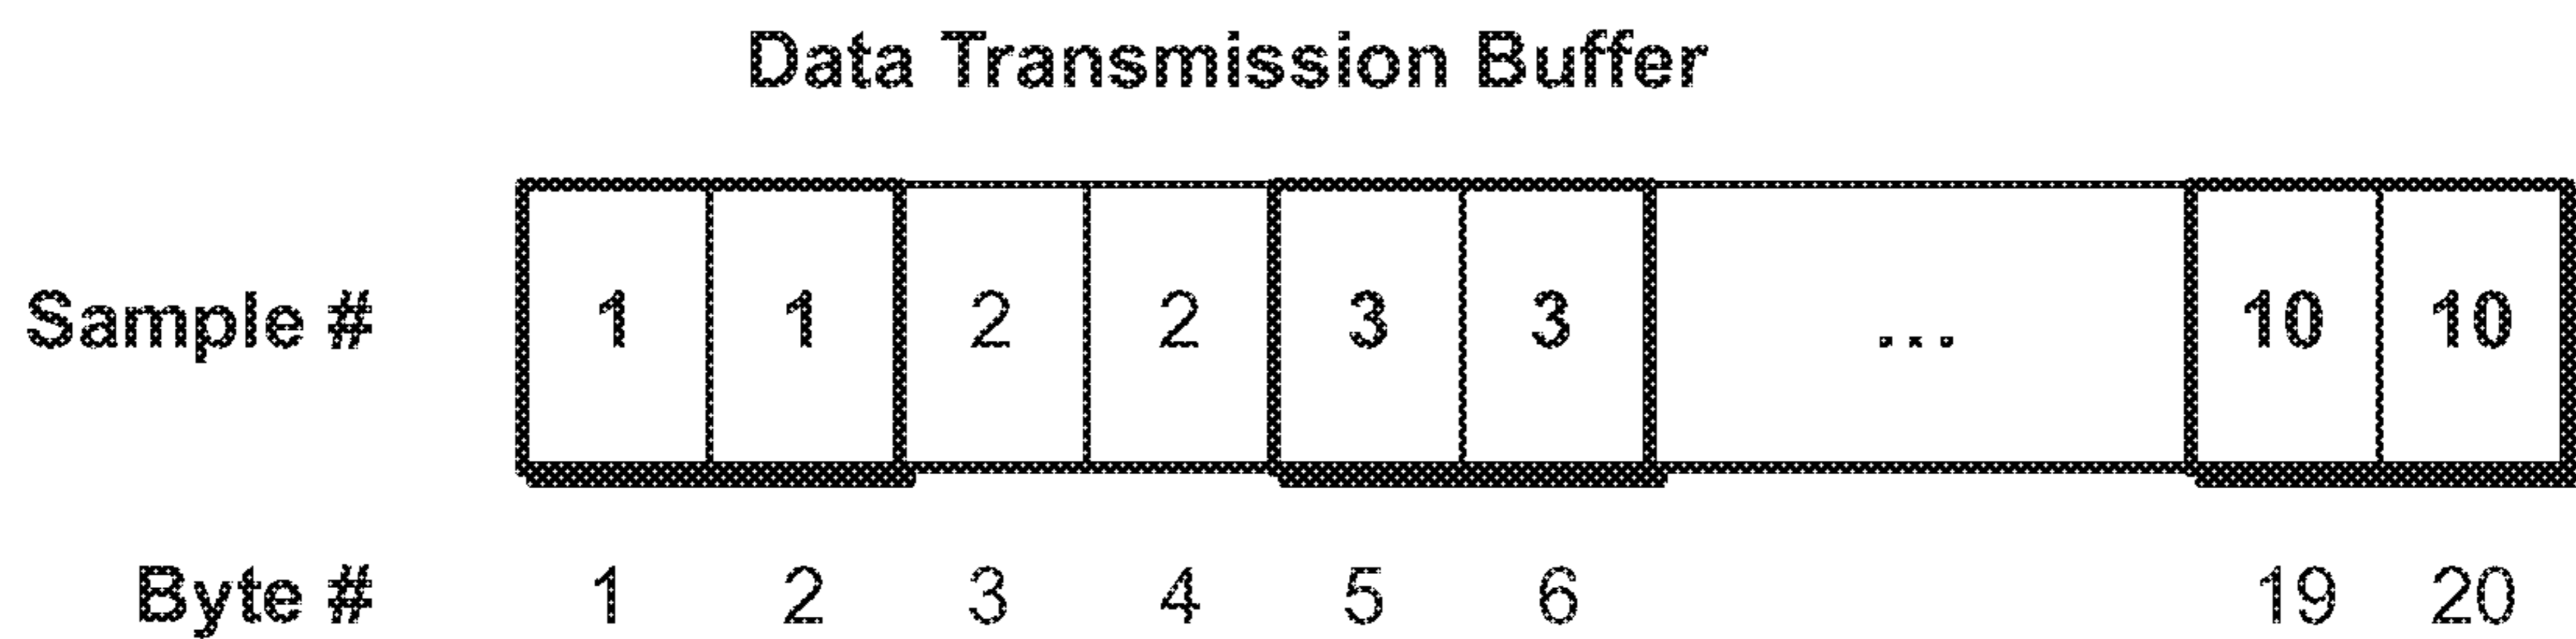 Data Transmission Buffer
Sample # 1 1 2 2 3 3 ... 10 10
Byte # 1 2 3 4 5 6 19 20